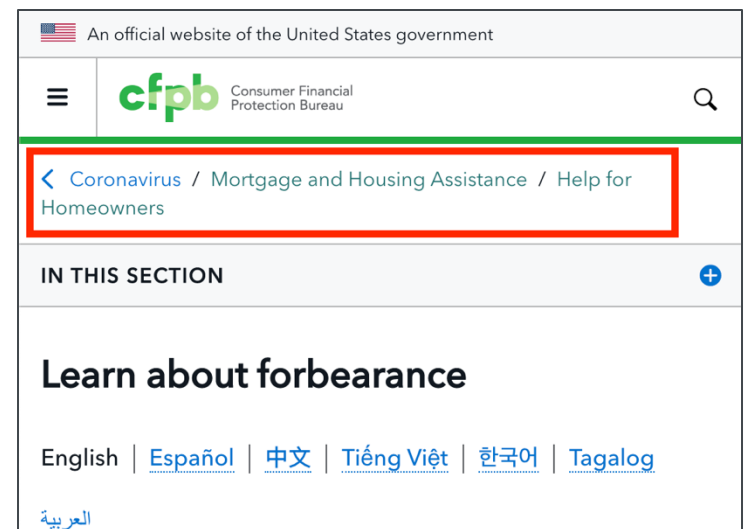 An official website of the United States government
cfpb Consumer Financial
Protection Bureau
Coronavirus / Mortgage and Housing Assistance / Help for
Homeowners
IN THIS SECTION
Learn about forbearance
English | Español | 中文 | Tiếng Việt | 한국어 | Tagalog
العربية